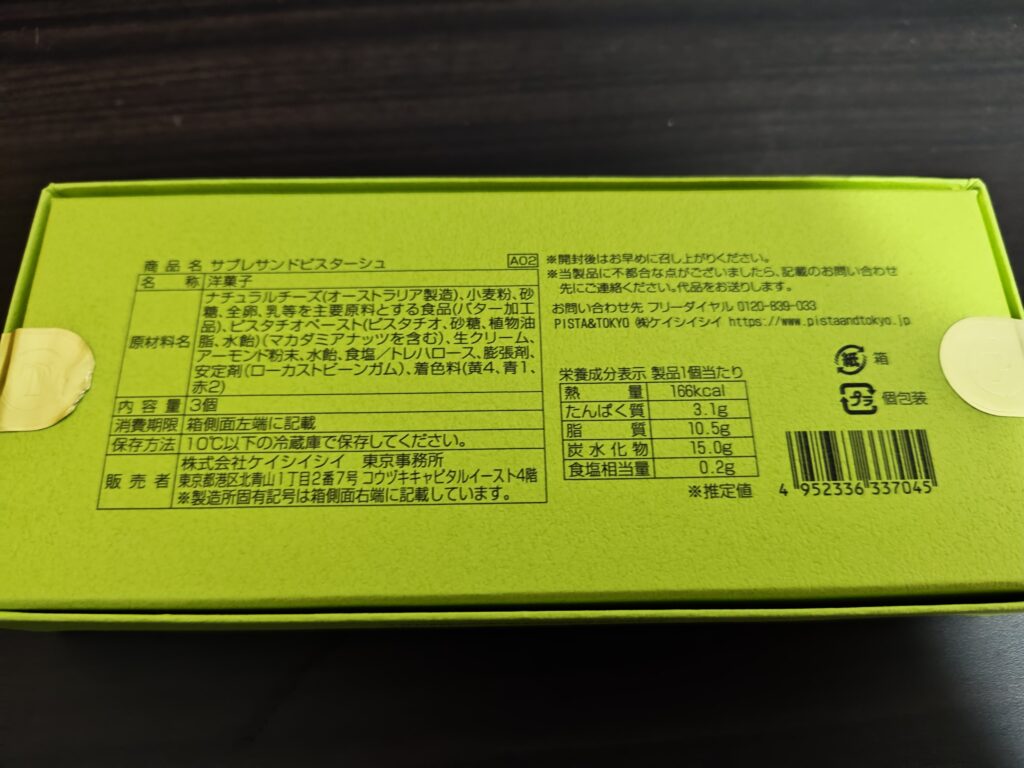 商品名 サブレサンドピスターシュ A02
名称 洋菓子
原材料名 ナチュラルチーズ(オーストラリア製造)、小麦粉、砂
糖、全卵、乳等を主要原料とする食品(バター加工
品)、ピスタチオペースト(ピスタチオ、砂糖、植物油
脂、水飴)(マカダミアナッツを含む)、生クリーム、
アーモンド粉末、水飴、食塩/トレハロース、膨張剤、
安定剤(ローカストビーンガム)、着色料(黄4、青1、
赤2)
内容量 3個
消費期限 箱側面左端に記載
保存方法 10℃以下の冷蔵庫で保存してください。
販売者 株式会社ケイシイシイ 東京事務所
東京都港区北青山1丁目2番7号 コウヅキキャピタルイースト4階
※製造所固有記号は箱側面右端に記載しています。
※開封後はお早めに召し上がりください。
※当製品に不都合な点がございましたら、記載のお問い合わせ
先にご連絡ください。代品をお送りします。
お問い合わせ先 フリーダイヤル 0120-839-033
PISTA&TOKYO ㈱ケイシイシイ https://www.pistaandtokyo.jp
栄養成分表示 製品1個当たり
熱量 166kcal
たんぱく質 3.1g
脂質 10.5g
炭水化物 15.0g
食塩相当量 0.2g
※推定値
紙 箱
プラ 個包装
4 952336 337045